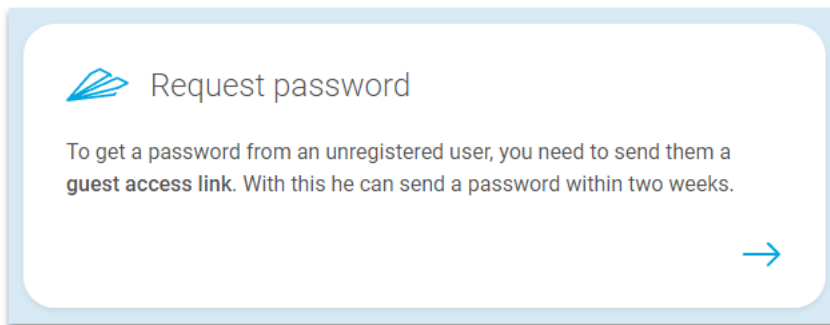 Request password
To get a password from an unregistered user, you need to send them a
guest access link. With this he can send a password within two weeks.